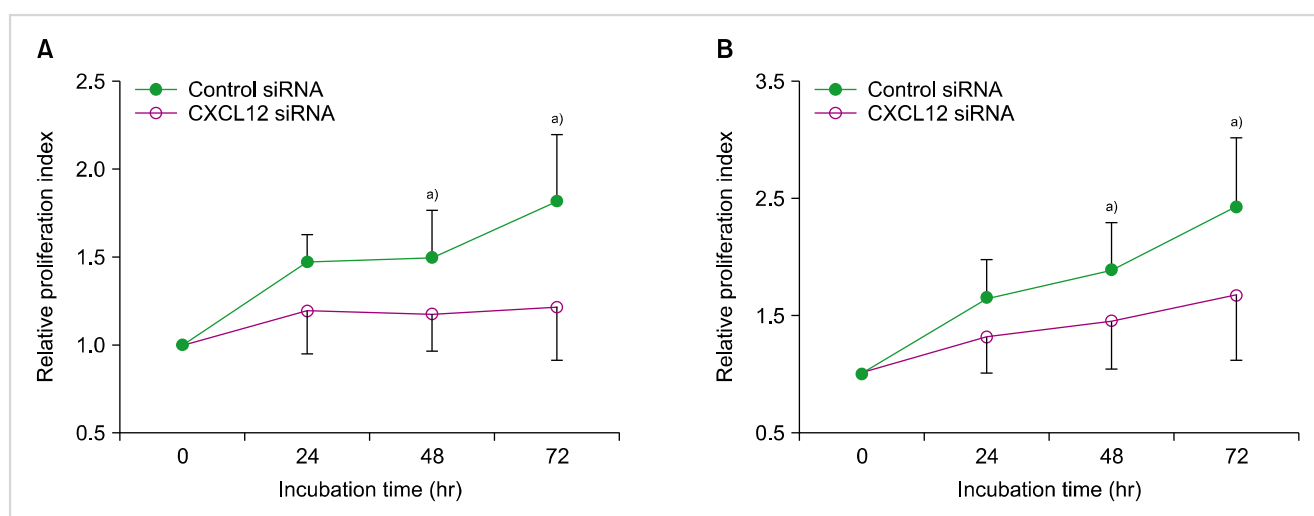 A
Control siRNA
CXCL12 siRNA
Relative proliferation index
2.5
2.0
1.5
1.0
0.5
a)
a)
0 24 48 72
Incubation time (hr)
B
Control siRNA
CXCL12 siRNA
Relative proliferation index
3.5
2.5
1.5
0.5
a)
a)
0 24 48 72
Incubation time (hr)